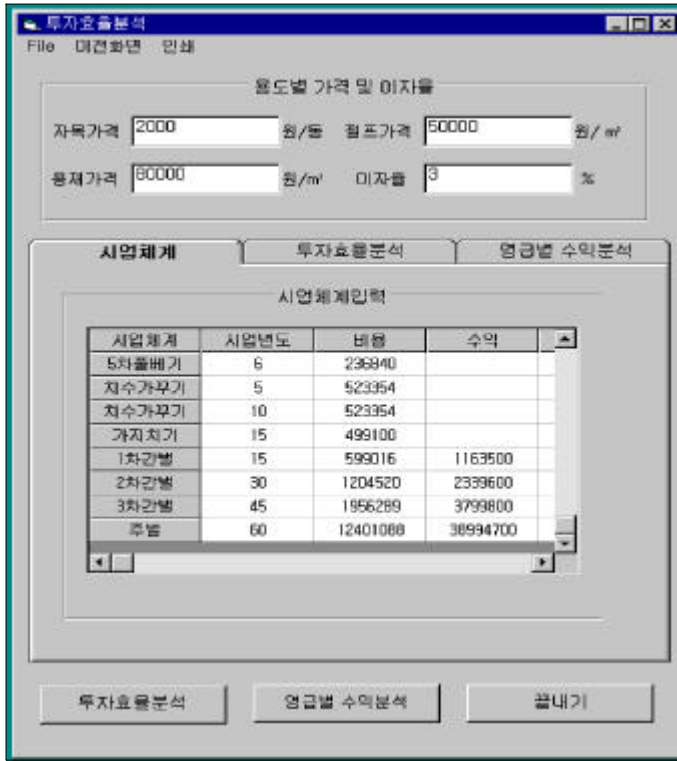 투자효율분석
File 이전화면 인쇄
용도별 가격 및 이자율
자목가격 2000 원/동 펄프가격 50000 원/㎥
용재가격 80000 원/㎥ 이자율 3 %
시업체계 투자효율분석 영급별 수익분석
시업체계입력
시업체계 시업년도 비용 수익
5차풀베기 6 236840
치수가꾸기 5 523354
치수가꾸기 10 523354
가지치기 15 499100
1차간벌 15 599016 1163500
2차간벌 30 1204520 2339600
3차간벌 45 1956289 3799800
주벌 60 12401088 38994700
투자효율분석 영급별 수익분석 끝내기